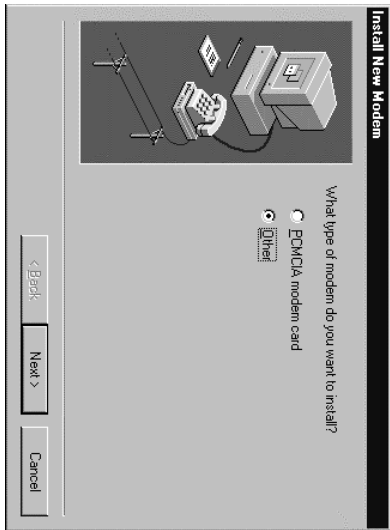 Install New Modem
What type of modem do you want to install?
PCMCIA modem card
Other
< Back
Next >
Cancel